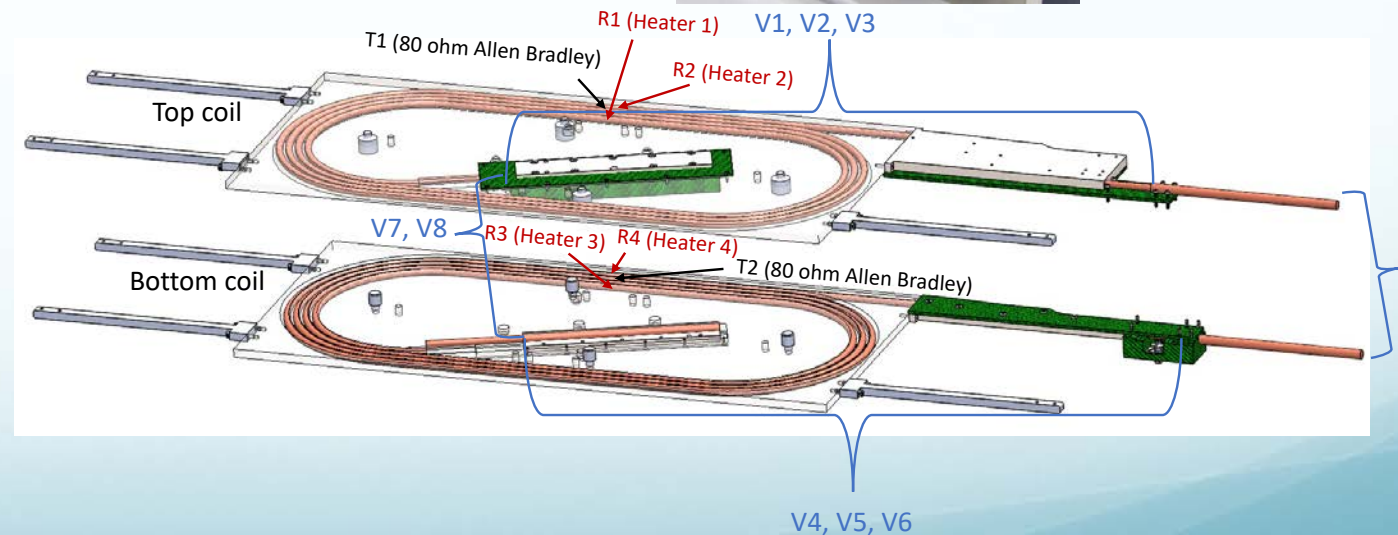 R1 (Heater 1)
V1, V2, V3
T1 (80 ohm Allen Bradley)
R2 (Heater 2)
Top coil
V7, V8
R3 (Heater 3)
R4 (Heater 4)
T2 (80 ohm Allen Bradley)
Bottom coil
V4, V5, V6